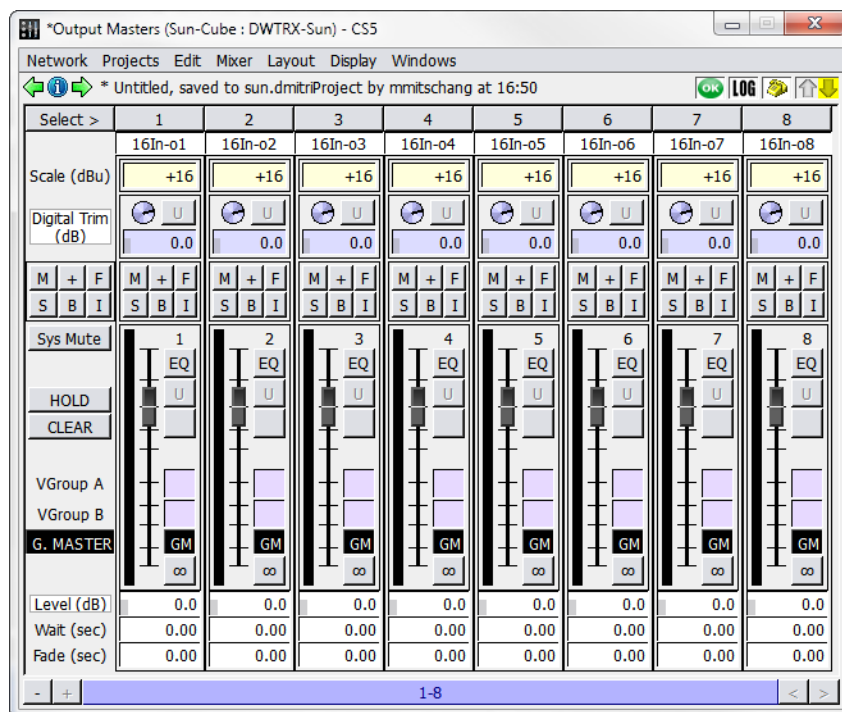 *Output Masters (Sun-Cube : DWTRX-Sun) - CS5
Network Projects Edit Mixer Layout Display Windows
* Untitled, saved to sun.dmitriProject by mmitschang at 16:50 OK LOG
Select > 1 2 3 4 5 6 7 8
16In-o1 16In-o2 16In-o3 16In-o4 16In-o5 16In-o6 16In-o7 16In-o8
Scale (dBu) +16 +16 +16 +16 +16 +16 +16 +16
Digital Trim U U U U U U U U
(dB) 0.0 0.0 0.0 0.0 0.0 0.0 0.0 0.0
M + F M + F M + F M + F M + F M + F M + F M + F M + F
S B I S B I S B I S B I S B I S B I S B I S B I S B I
Sys Mute 1 2 3 4 5 6 7 8
EQ EQ EQ EQ EQ EQ EQ EQ
HOLD U U U U U U U U
CLEAR
VGroup A
VGroup B
G. MASTER GM GM GM GM GM GM GM GM
∞ ∞ ∞ ∞ ∞ ∞ ∞ ∞
Level (dB) 0.0 0.0 0.0 0.0 0.0 0.0 0.0 0.0
Wait (sec) 0.00 0.00 0.00 0.00 0.00 0.00 0.00 0.00
Fade (sec) 0.00 0.00 0.00 0.00 0.00 0.00 0.00 0.00
- + 1-8 < >